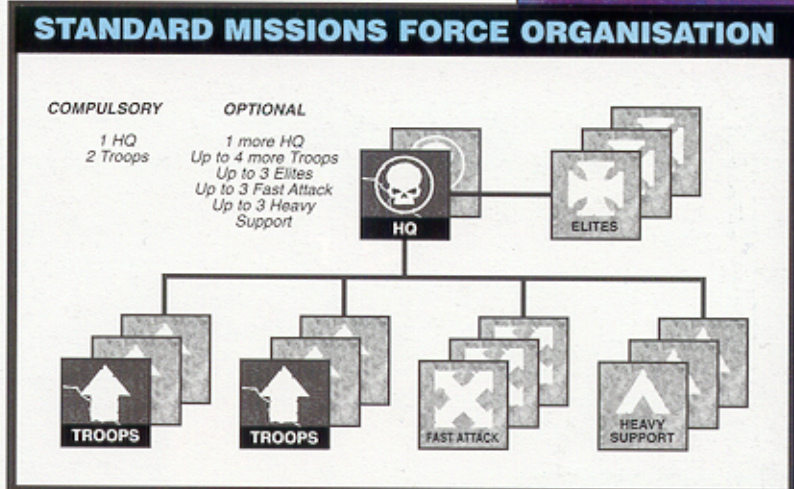 STANDARD MISSIONS FORCE ORGANISATION
COMPULSORY
1 HQ
2 Troops
OPTIONAL
1 more HQ
Up to 4 more Troops
Up to 3 Elites
Up to 3 Fast Attack
Up to 3 Heavy
Support
HQ
ELITES
TROOPS
TROOPS
FAST ATTACK
HEAVY
SUPPORT